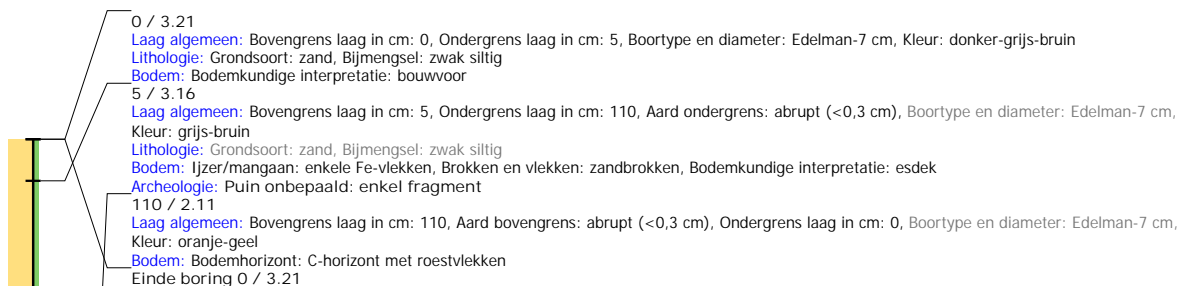 0 / 3.21
Laag algemeen: Bovengrens laag in cm: 0, Ondergrens laag in cm: 5, Boortype en diameter: Edelman-7 cm, Kleur: donker-grijs-bruin
Lithologie: Grondsoort: zand, Bijmengsel: zwak siltig
Bodem: Bodemkundige interpretatie: bouwvoor
5 / 3.16
Laag algemeen: Bovengrens laag in cm: 5, Ondergrens laag in cm: 110, Aard ondergrens: abrupt (<0,3 cm), Boortype en diameter: Edelman-7 cm,
Kleur: grijs-bruin
Lithologie: Grondsoort: zand, Bijmengsel: zwak siltig
Bodem: Ijzer/mangaan: enkele Fe-vlekken, Brokken en vlekken: zandbrokken, Bodemkundige interpretatie: esdek
Archeologie: Puin onbepaald: enkel fragment
110 / 2.11
Laag algemeen: Bovengrens laag in cm: 110, Aard bovengrens: abrupt (<0,3 cm), Ondergrens laag in cm: 0, Boortype en diameter: Edelman-7 cm,
Kleur: oranje-geel
Bodem: Bodemhorizont: C-horizont met roestvlekken
Einde boring 0 / 3.21